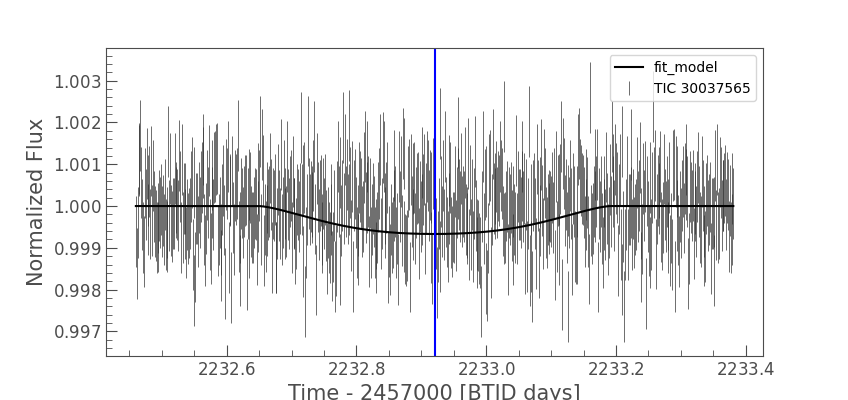 fit_model
TIC 30037565
1.003
1.002
1.001
1.000
0.999
0.998
0.997
Normalized Flux
2232.6 2232.8 2233.0 2233.2 2233.4
Time - 2457000 [BTJD days]